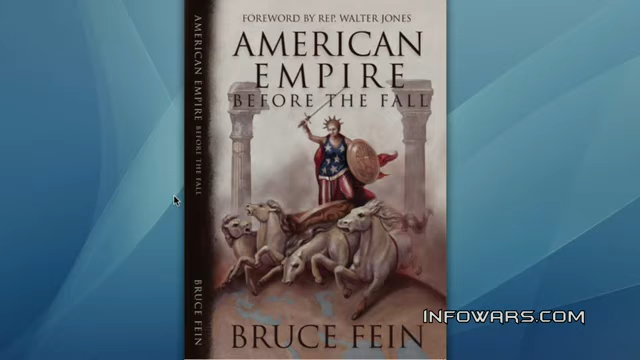 AMERICAN EMPIRE BEFORE THE FALL
BRUCE FEIN
FOREWORD BY REP. WALTER JONES
AMERICAN
EMPIRE
BEFORE THE FALL
BRUCE FEIN
INFOWARS.COM